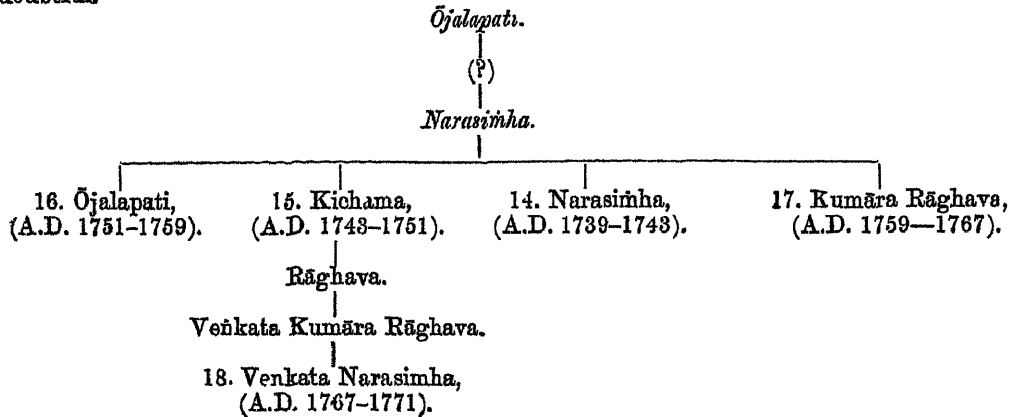 Ōjalapati.
(?)
Narasiṁha.
16. Ōjalapati, 15. Kichama, 14. Narasiṁha, 17. Kumāra Rāghava,
(A.D. 1751–1759). (A.D. 1743–1751). (A.D. 1739–1743). (A.D. 1759—1767).
Rāghava.
Veṅkata Kumāra Rāghava.
18. Venkata Narasimha,
(A.D. 1767–1771).